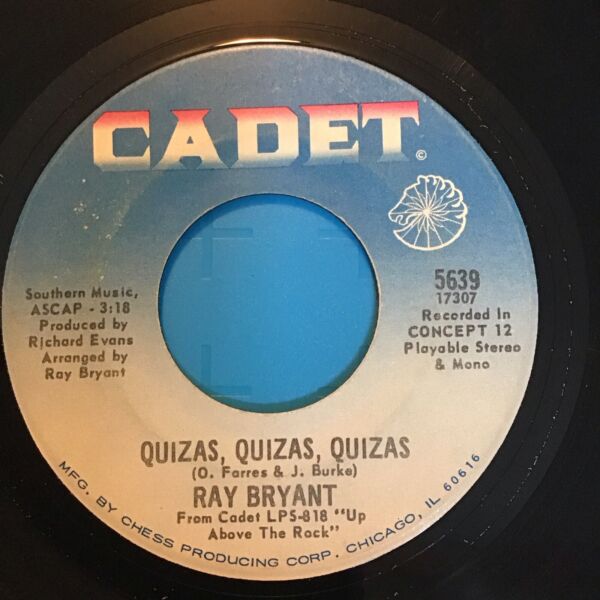 CADET ©
Southern Music,
ASCAP - 3:18
Produced by
Richard Evans
Arranged by
Ray Bryant
5639
17307
Recorded In
CONCEPT 12
Playable Stereo
& Mono
QUIZAS, QUIZAS, QUIZAS
(O. Farres & J. Burke)
RAY BRYANT
From Cadet LPS-818 "Up
Above The Rock"
MFG. BY CHESS PRODUCING CORP. CHICAGO, IL 60616